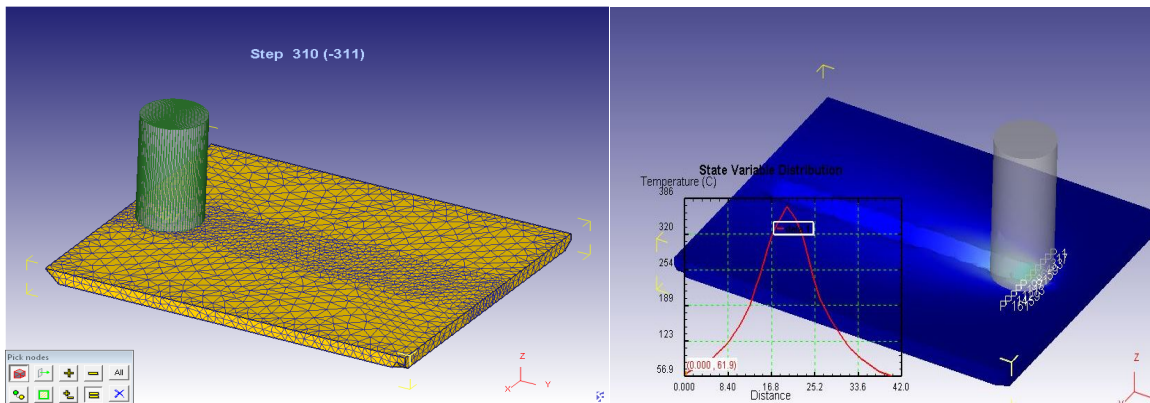 Step 310 (-311)
Pick nodes
All
Z
X
Y
State Variable Distribution
Temperature (C)
386
320
254
189
123
56.9
(0.000 , 61.9)
0.000
8.40
16.8
25.2
33.6
42.0
Distance
Z